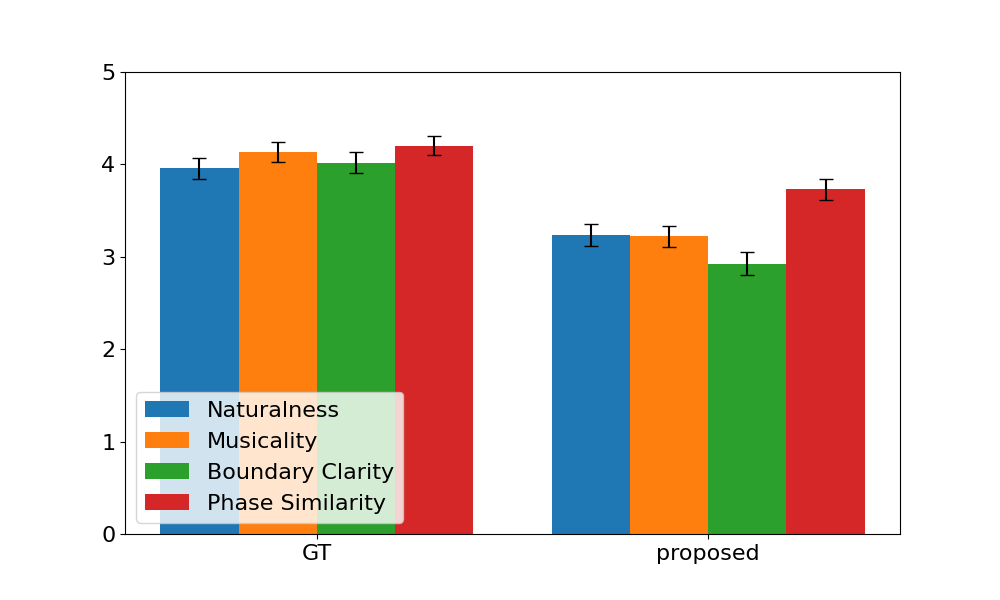 5
4
3
2
1
0
Naturalness
Musicality
Boundary Clarity
Phase Similarity
GT proposed